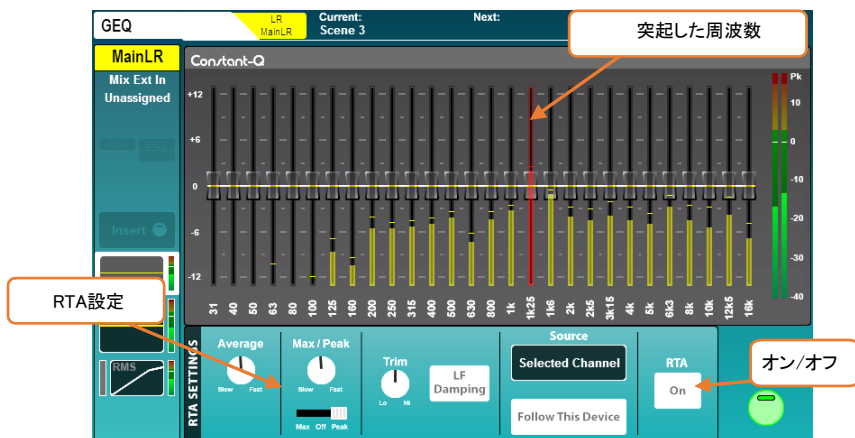 GEQ
LR
MainLR
Current:
Scene 3
Next:
突起した周波数
MainLR
Mix Ext In
Unassigned
Insert
RMS
Constant-Q
+12
+6
0
-6
-12
31 40 50 63 80 100 125 160 200 250 315 400 500 630 800 1k 1k25 1k6 2k 2k5 3k15 4k 5k 6k3 8k 10k 12k5 16k
Pk
10
0
-10
-20
-30
-40
RTA設定
RTA SETTINGS
Average
Slow Fast
Max/Peak
Slow Fast
Max Off Peak
Trim
Lo Hi
LF
Damping
Source
Selected Channel
Follow This Device
RTA
On
オン/オフ